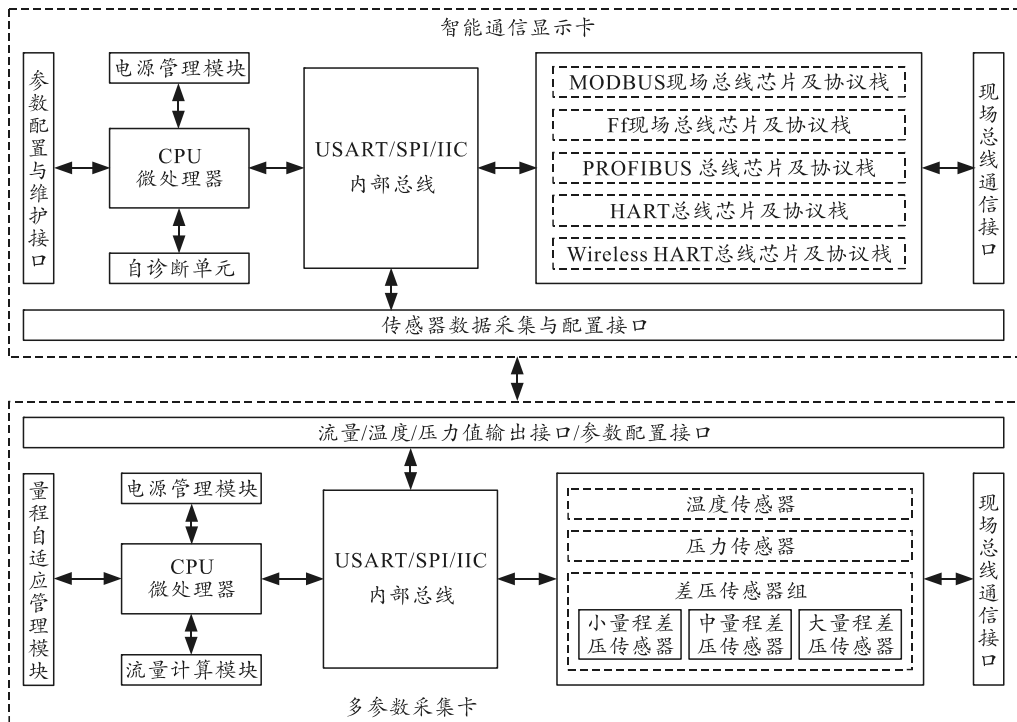 智能通信显示卡
参数配置与维护接口
电源管理模块
CPU
微处理器
自诊断单元
USART/SPI/IIC
内部总线
MODBUS现场总线芯片及协议栈
Ff现场总线芯片及协议栈
PROFIBUS 总线芯片及协议栈
HART总线芯片及协议栈
Wireless HART总线芯片及协议栈
现场总线通信接口
传感器数据采集与配置接口
流量/温度/压力值输出接口/参数配置接口
量程自适应管理模块
电源管理模块
CPU
微处理器
流量计算模块
USART/SPI/IIC
内部总线
温度传感器
压力传感器
差压传感器组
小量程差
压传感器
中量程差
压传感器
大量程差
压传感器
现场总线通信接口
多参数采集卡